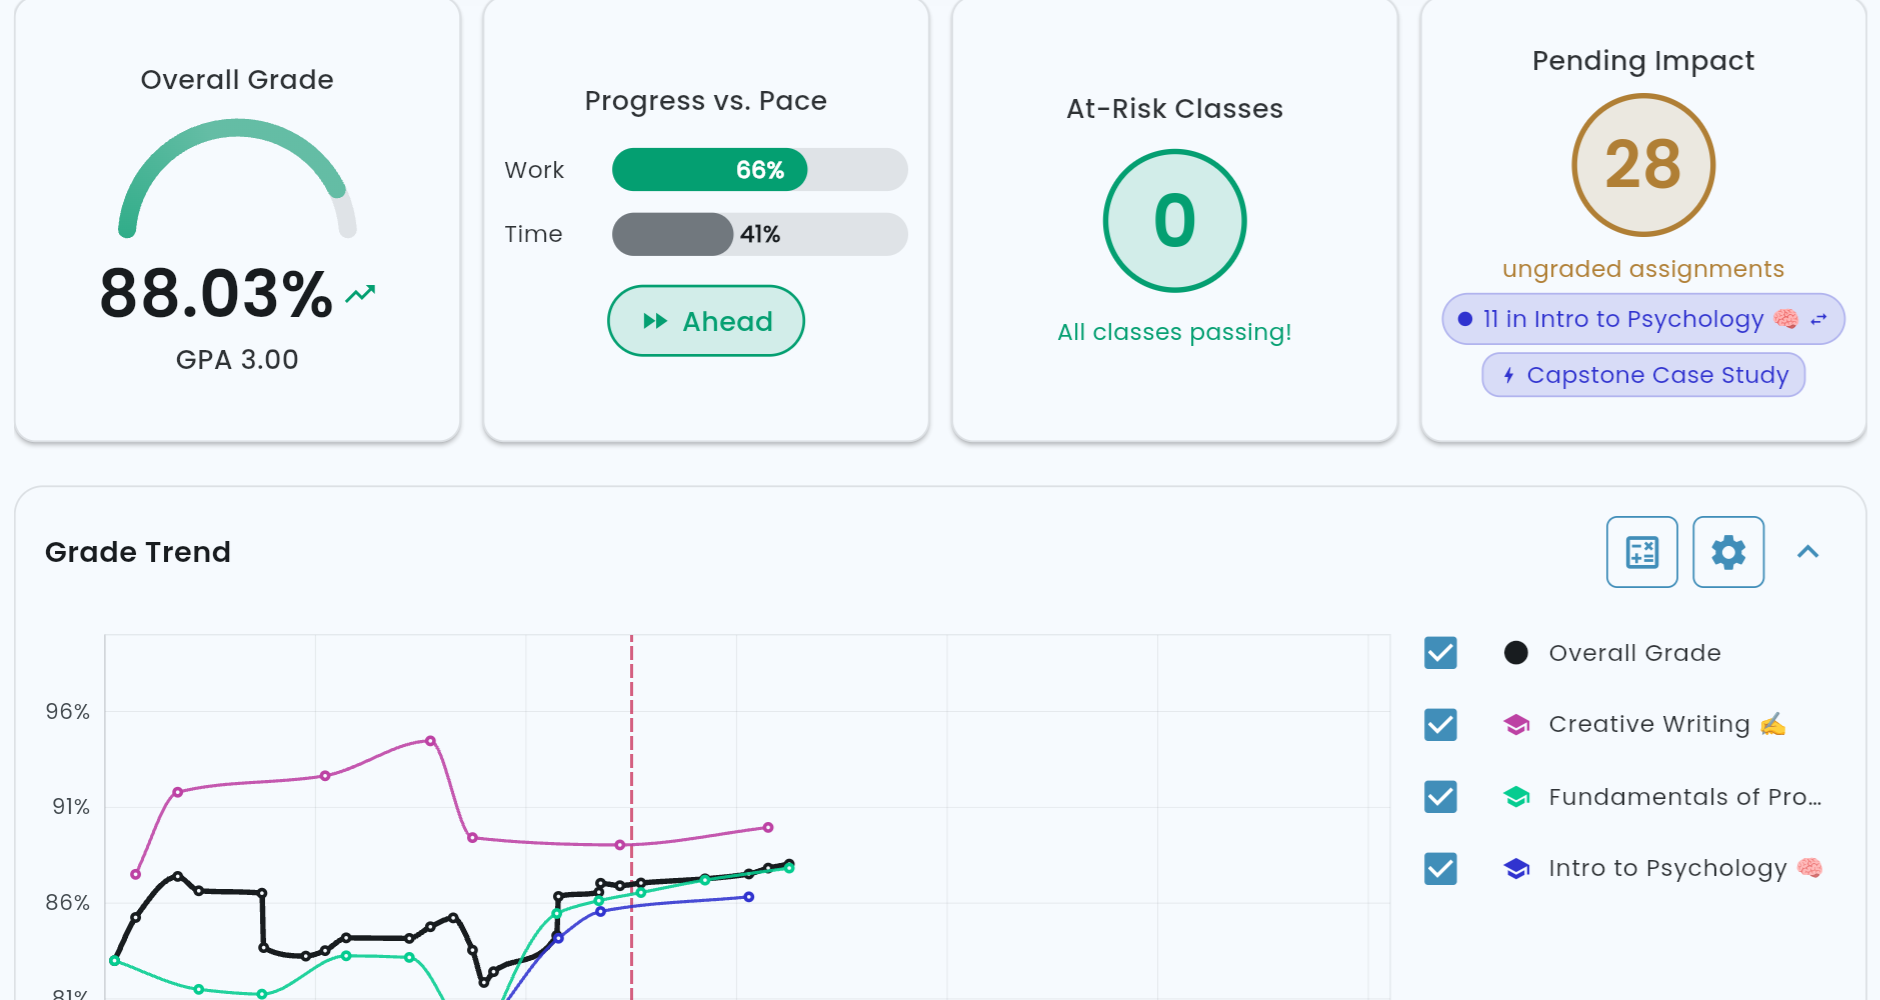 Overall Grade
88.03%
GPA 3.00
Progress vs. Pace
Work 66%
Time 41%
Ahead
At-Risk Classes
0
All classes passing!
Pending Impact
28
ungraded assignments
11 in Intro to Psychology 🧠
Capstone Case Study
Grade Trend
96%
91%
86%
81%
Overall Grade
Creative Writing ✍️
Fundamentals of Pro...
Intro to Psychology 🧠